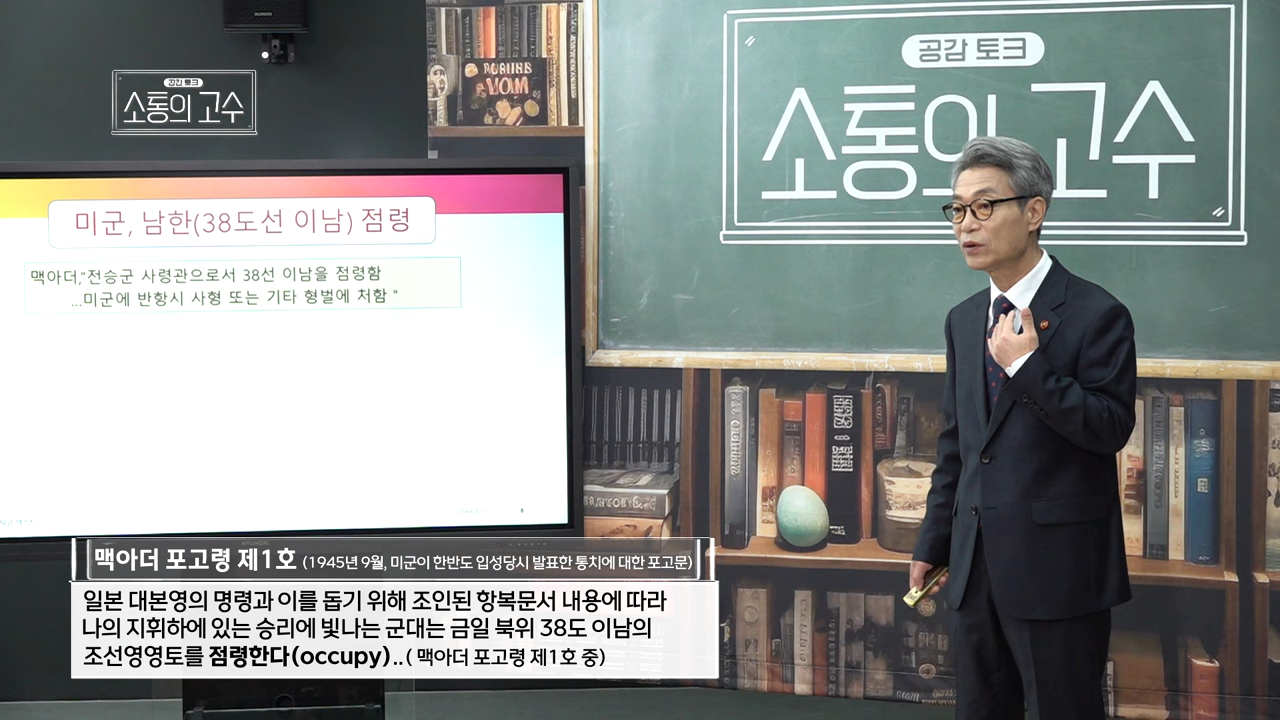 공감 토크
소통의 고수
공감 토크
소통의 고수
미군, 남한(38도선 이남) 점령
맥아더,"전승군 사령관으로서 38선 이남을 점령함
...미군에 반항시 사형 또는 기타 형벌에 처함 "
8
맥아더 포고령 제1호 (1945년 9월, 미군이 한반도 입성당시 발표한 통치에 대한 포고문)
일본 대본영의 명령과 이를 돕기 위해 조인된 항복문서 내용에 따라
나의 지휘하에 있는 승리에 빛나는 군대는 금일 북위 38도 이남의
조선영영토를 점령한다(occupy)..( 맥아더 포고령 제1호 중)